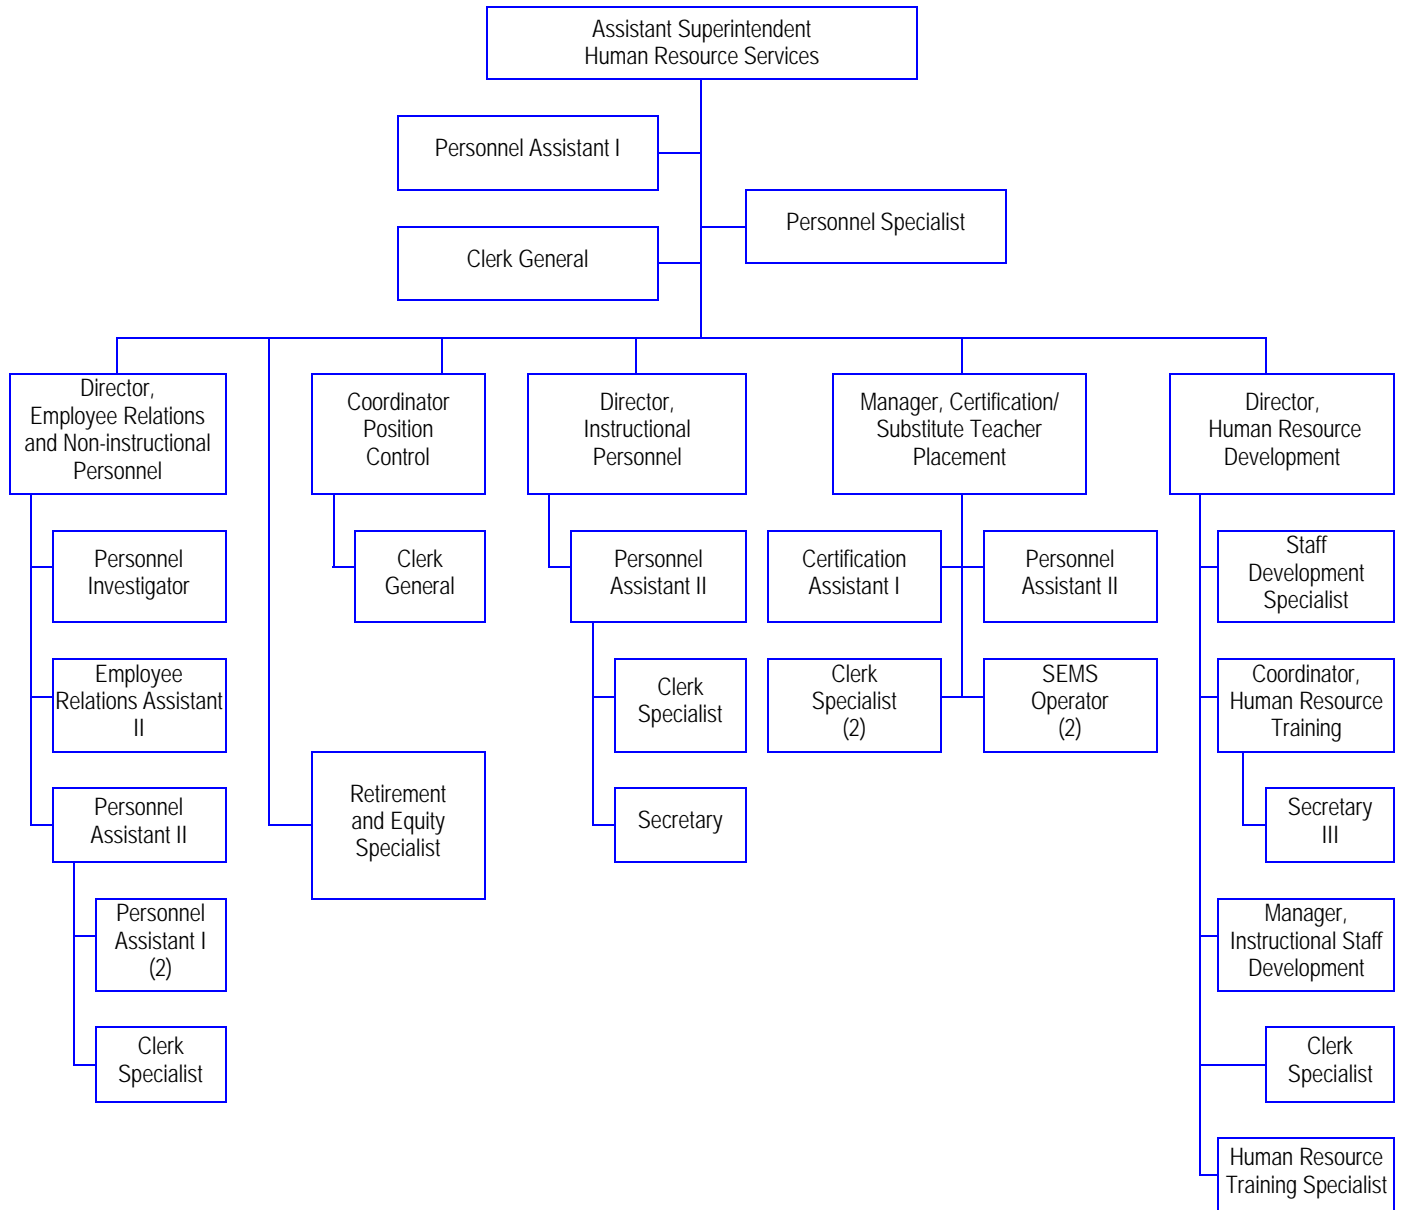 Assistant Superintendent
Human Resource Services
Personnel Assistant I
Personnel Specialist
Clerk General
Director,
Employee Relations
and Non-instructional
Personnel
Coordinator
Position
Control
Director,
Instructional
Personnel
Manager, Certification/
Substitute Teacher
Placement
Director,
Human Resource
Development
Personnel
Investigator
Clerk
General
Personnel
Assistant II
Certification
Assistant I
Personnel
Assistant II
Staff
Development
Specialist
Employee
Relations Assistant
II
Clerk
Specialist
Clerk
Specialist
(2)
SEMS
Operator
(2)
Coordinator,
Human Resource
Training
Personnel
Assistant II
Retirement
and Equity
Specialist
Secretary
Secretary
III
Personnel
Assistant I
(2)
Manager,
Instructional Staff
Development
Clerk
Specialist
Clerk
Specialist
Human Resource
Training Specialist